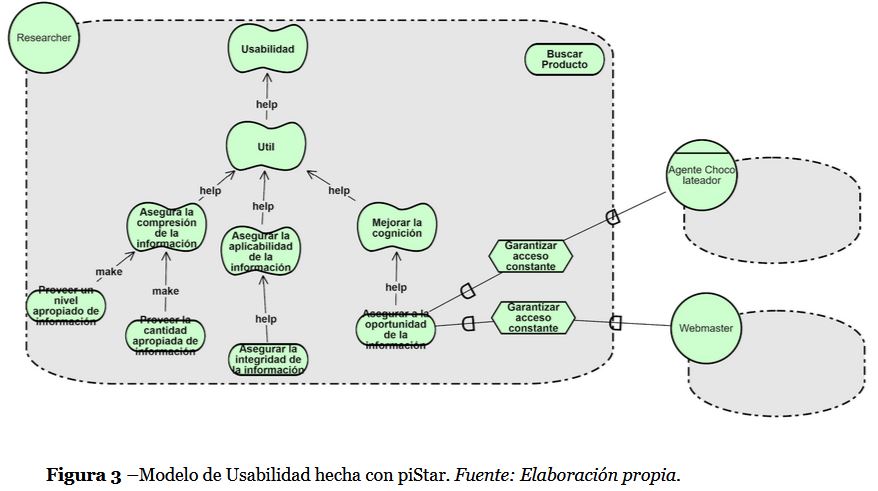 Researcher
Usabilidad
Buscar
Producto
help
Util
help
help
help
Agente Choco
lateador
Asegura la
compresión
de la
información
Asegurar la
aplicabilidad
de la
información
Mejorar la
cognición
Garantizar
acceso
constante
make
make
help
help
Proveer un
nivel
apropiado de
información
Proveer la
cantidad
apropiada de
información
Asegurar la
integridad de
la información
Asegurar a la
oportunidad
de la
información
Garantizar
acceso
constante
Webmaster
Figura 3 –Modelo de Usabilidad hecha con piStar. Fuente: Elaboración propia.